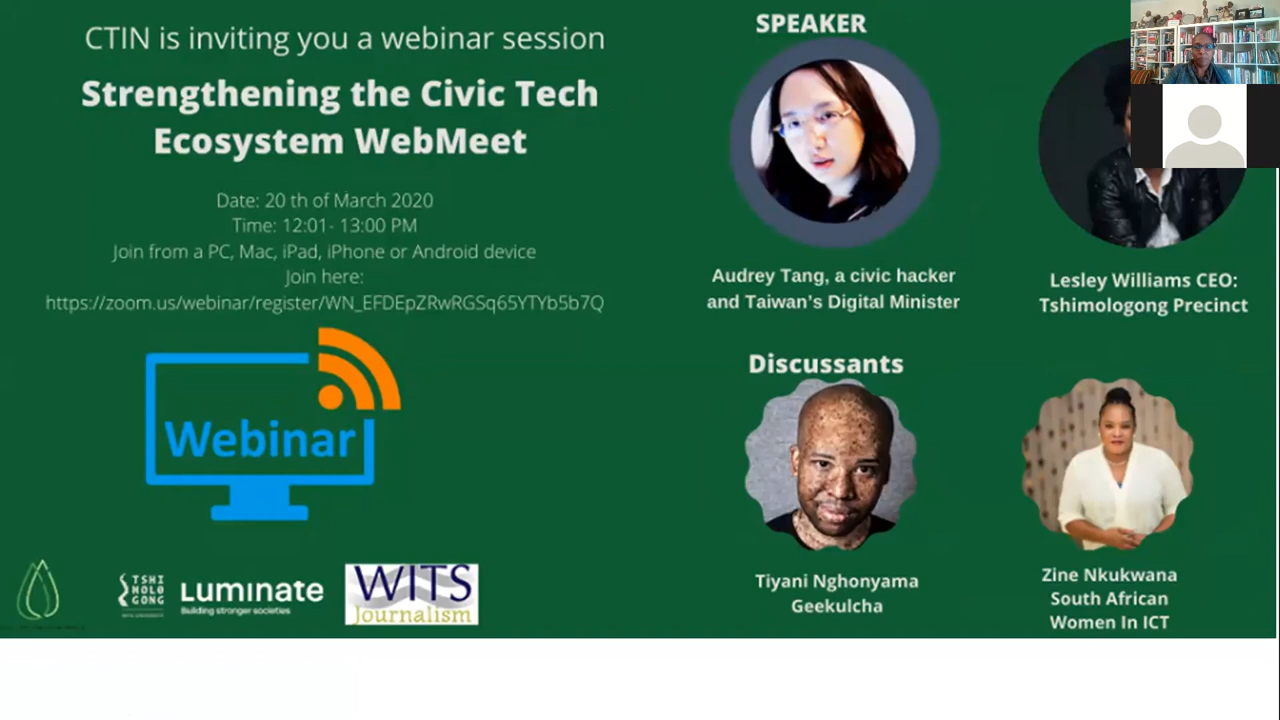 CTIN is inviting you a webinar session
Strengthening the Civic Tech
Ecosystem WebMeet
Date: 20 th of March 2020
Time: 12:01- 13:00 PM
Join from a PC, Mac, iPad, iPhone or Android device
Join here:
https://zoom.us/webinar/register/WN_EFDEpZRwRGSq65YTYb5b7Q
Webinar
TSHI
MOLO
GONG
Luminate
Building stronger societies
WITS
Journalism
SPEAKER
Audrey Tang, a civic hacker
and Taiwan's Digital Minister
Lesley Williams CEO:
Tshimologong Precinct
Discussants
Tiyani Nghonyama
Geekulcha
Zine Nkukwana
South African
Women In ICT